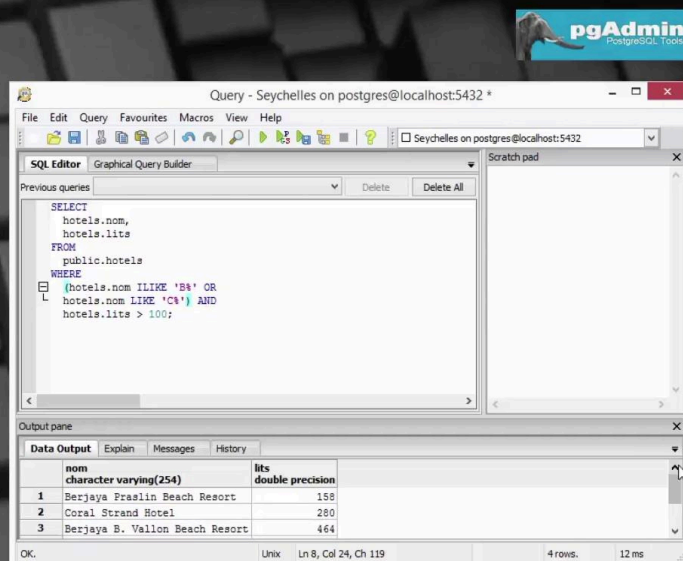 pgAdmin
PostgreSQL Tools
Query - Seychelles on postgres@localhost:5432 *
File Edit Query Favourites Macros View Help
Seychelles on postgres@localhost:5432
SQL Editor Graphical Query Builder
Scratch pad
Previous queries Delete Delete All
SELECT
hotels.nom,
hotels.lits
FROM
public.hotels
WHERE
(hotels.nom ILIKE 'B%' OR
hotels.nom LIKE 'C%') AND
hotels.lits > 100;
Output pane
Data Output Explain Messages History
nom lits
character varying(254) double precision
1 Berjaya Praslin Beach Resort 158
2 Coral Strand Hotel 280
3 Berjaya B. Vallon Beach Resort 464
OK. Unix Ln 8, Col 24, Ch 119 4 rows. 12 ms